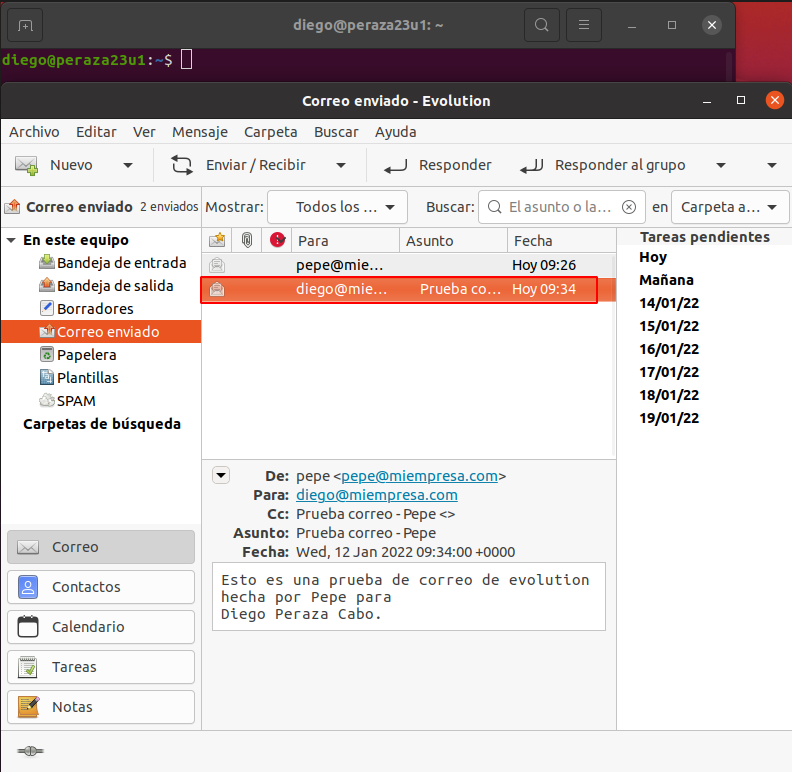 diego@peraza23u1: ~
diego@peraza23u1:~$
Correo enviado - Evolution
Archivo Editar Ver Mensaje Carpeta Buscar Ayuda
Nuevo Enviar / Recibir Responder Responder al grupo
Correo enviado 2 enviados Mostrar: Todos los ... Buscar: El asunto o la... en Carpeta a...
En este equipo
Bandeja de entrada
Bandeja de salida
Borradores
Correo enviado
Papelera
Plantillas
SPAM
Carpetas de búsqueda
Para Asunto Fecha
pepe@mie... Hoy 09:26
diego@mie... Prueba co... Hoy 09:34
Tareas pendientes
Hoy
Mañana
14/01/22
15/01/22
16/01/22
17/01/22
18/01/22
19/01/22
De: pepe <pepe@miempresa.com>
Para: diego@miempresa.com
Cc: Prueba correo - Pepe <>
Asunto: Prueba correo - Pepe
Fecha: Wed, 12 Jan 2022 09:34:00 +0000
Esto es una prueba de correo de evolution
hecha por Pepe para
Diego Peraza Cabo.
Correo
Contactos
Calendario
Tareas
Notas